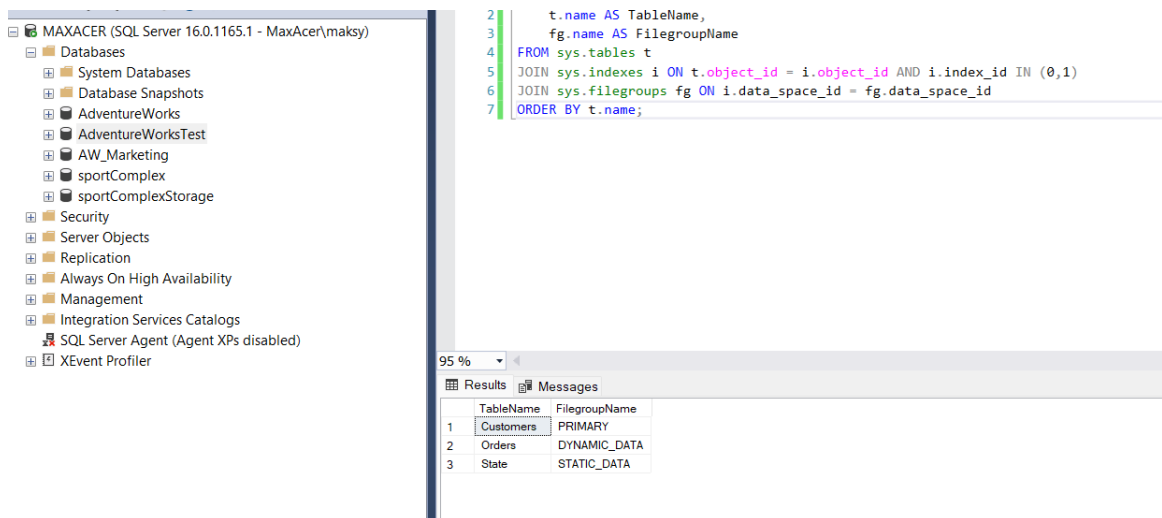 MAXACER (SQL Server 16.0.1165.1 - MaxAcer\maksy)
Databases
System Databases
Database Snapshots
AdventureWorks
AdventureWorksTest
AW_Marketing
sportComplex
sportComplexStorage
Security
Server Objects
Replication
Always On High Availability
Management
Integration Services Catalogs
SQL Server Agent (Agent XPs disabled)
XEvent Profiler
2 t.name AS TableName,
3 fg.name AS FilegroupName
4 FROM sys.tables t
5 JOIN sys.indexes i ON t.object_id = i.object_id AND i.index_id IN (0,1)
6 JOIN sys.filegroups fg ON i.data_space_id = fg.data_space_id
7 ORDER BY t.name;
95 %
Results Messages
TableName FilegroupName
1 Customers PRIMARY
2 Orders DYNAMIC_DATA
3 State STATIC_DATA